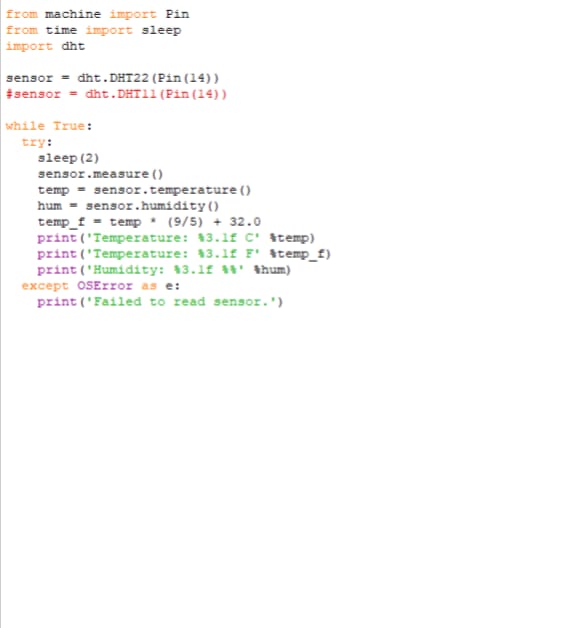 from machine import Pin
from time import sleep
import dht

sensor = dht.DHT22(Pin(14))
#sensor = dht.DHT11(Pin(14))

while True:
  try:
    sleep(2)
    sensor.measure()
    temp = sensor.temperature()
    hum = sensor.humidity()
    temp_f = temp * (9/5) + 32.0
    print('Temperature: %3.1f C' %temp)
    print('Temperature: %3.1f F' %temp_f)
    print('Humidity: %3.1f %%' %hum)
  except OSError as e:
    print('Failed to read sensor.')